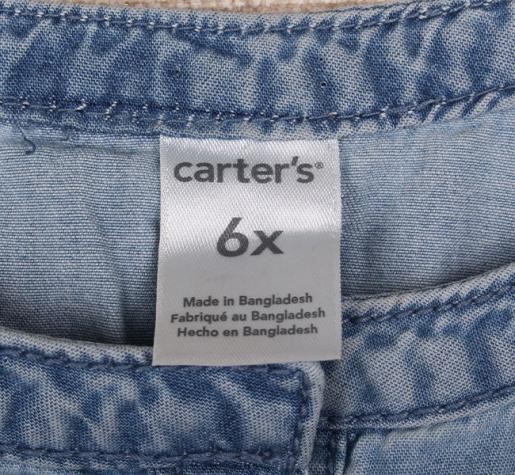 carter's®
6x
Made in Bangladesh
Fabriqué au Bangladesh
Hecho en Bangladesh